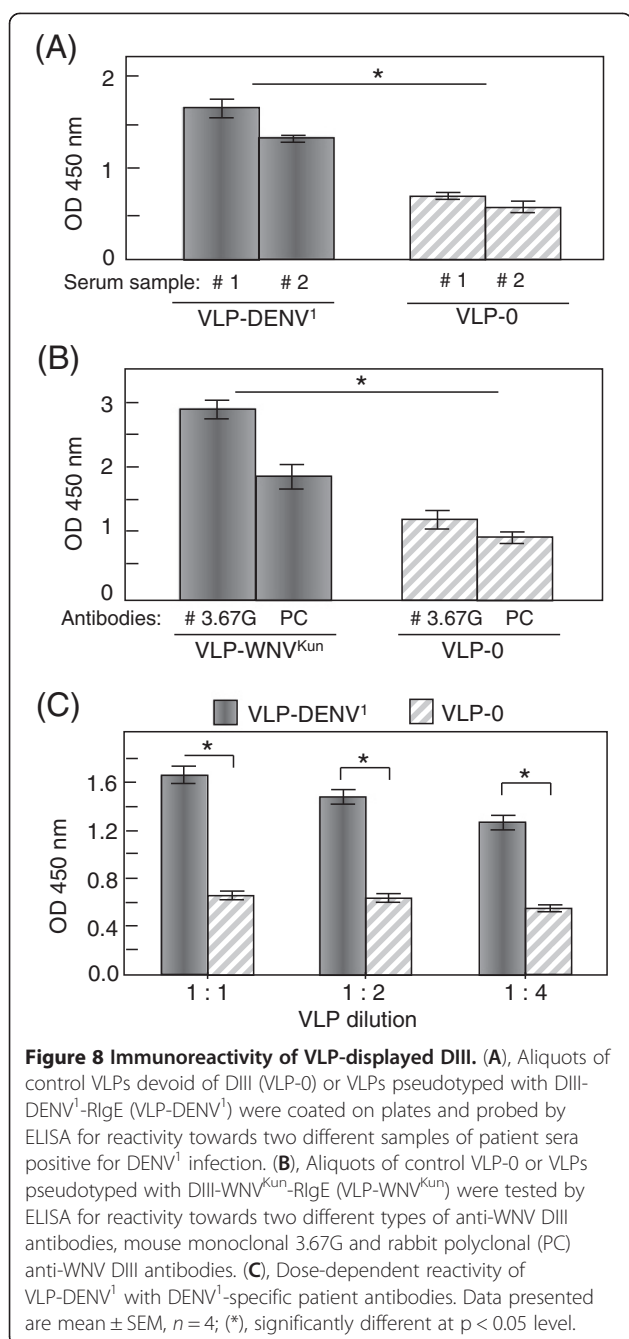 (A)
2
*
OD 450 nm
1
0
Serum sample: # 1 # 2 # 1 # 2
VLP-DENV¹ VLP-0
(B)
*
3
OD 450 nm
2
1
0
Antibodies: # 3.67G PC # 3.67G PC
VLP-WNVᴷᵘⁿ VLP-0
(C)
VLP-DENV¹ VLP-0
* * *
1.6
OD 450 nm
1.2
0.8
0.4
0.0
1 : 1 1 : 2 1 : 4
VLP dilution
Figure 8 Immunoreactivity of VLP-displayed DIII. (A), Aliquots of
control VLPs devoid of DIII (VLP-0) or VLPs pseudotyped with DIII-
DENV¹-RIgE (VLP-DENV¹) were coated on plates and probed by
ELISA for reactivity towards two different samples of patient sera
positive for DENV¹ infection. (B), Aliquots of control VLP-0 or VLPs
pseudotyped with DIII-WNVᴷᵘⁿ-RIgE (VLP-WNVᴷᵘⁿ) were tested by
ELISA for reactivity towards two different types of anti-WNV DIII
antibodies, mouse monoclonal 3.67G and rabbit polyclonal (PC)
anti-WNV DIII antibodies. (C), Dose-dependent reactivity of
VLP-DENV¹ with DENV¹-specific patient antibodies. Data presented
are mean ± SEM, n = 4; (*), significantly different at p < 0.05 level.